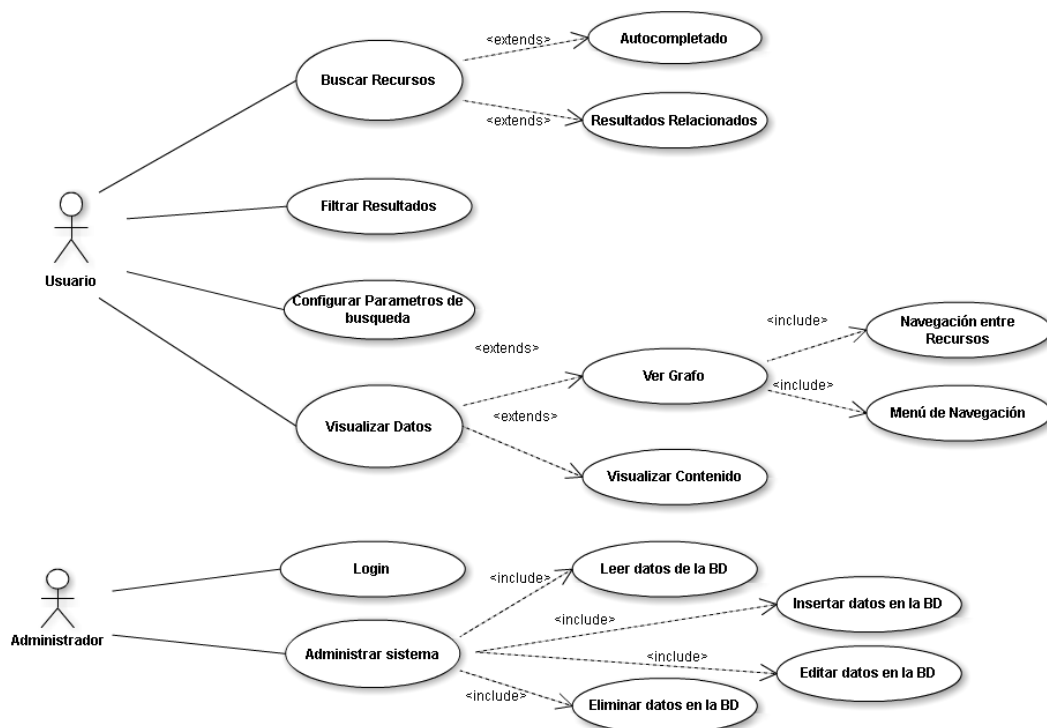 <extends>
Autocompletado
Buscar Recursos
<extends>
Resultados Relacionados
Filtrar Resultados
Usuario
Configurar Parametros de
busqueda
<include>
Navegación entre
Recursos
<extends>
Ver Grafo
<include>
Menú de Navegación
<extends>
Visualizar Datos
Visualizar Contenido
Login
<include>
Leer datos de la BD
Insertar datos en la BD
<include>
Administrador
Administrar sistema
<include>
Editar datos en la BD
<include>
Eliminar datos en la BD